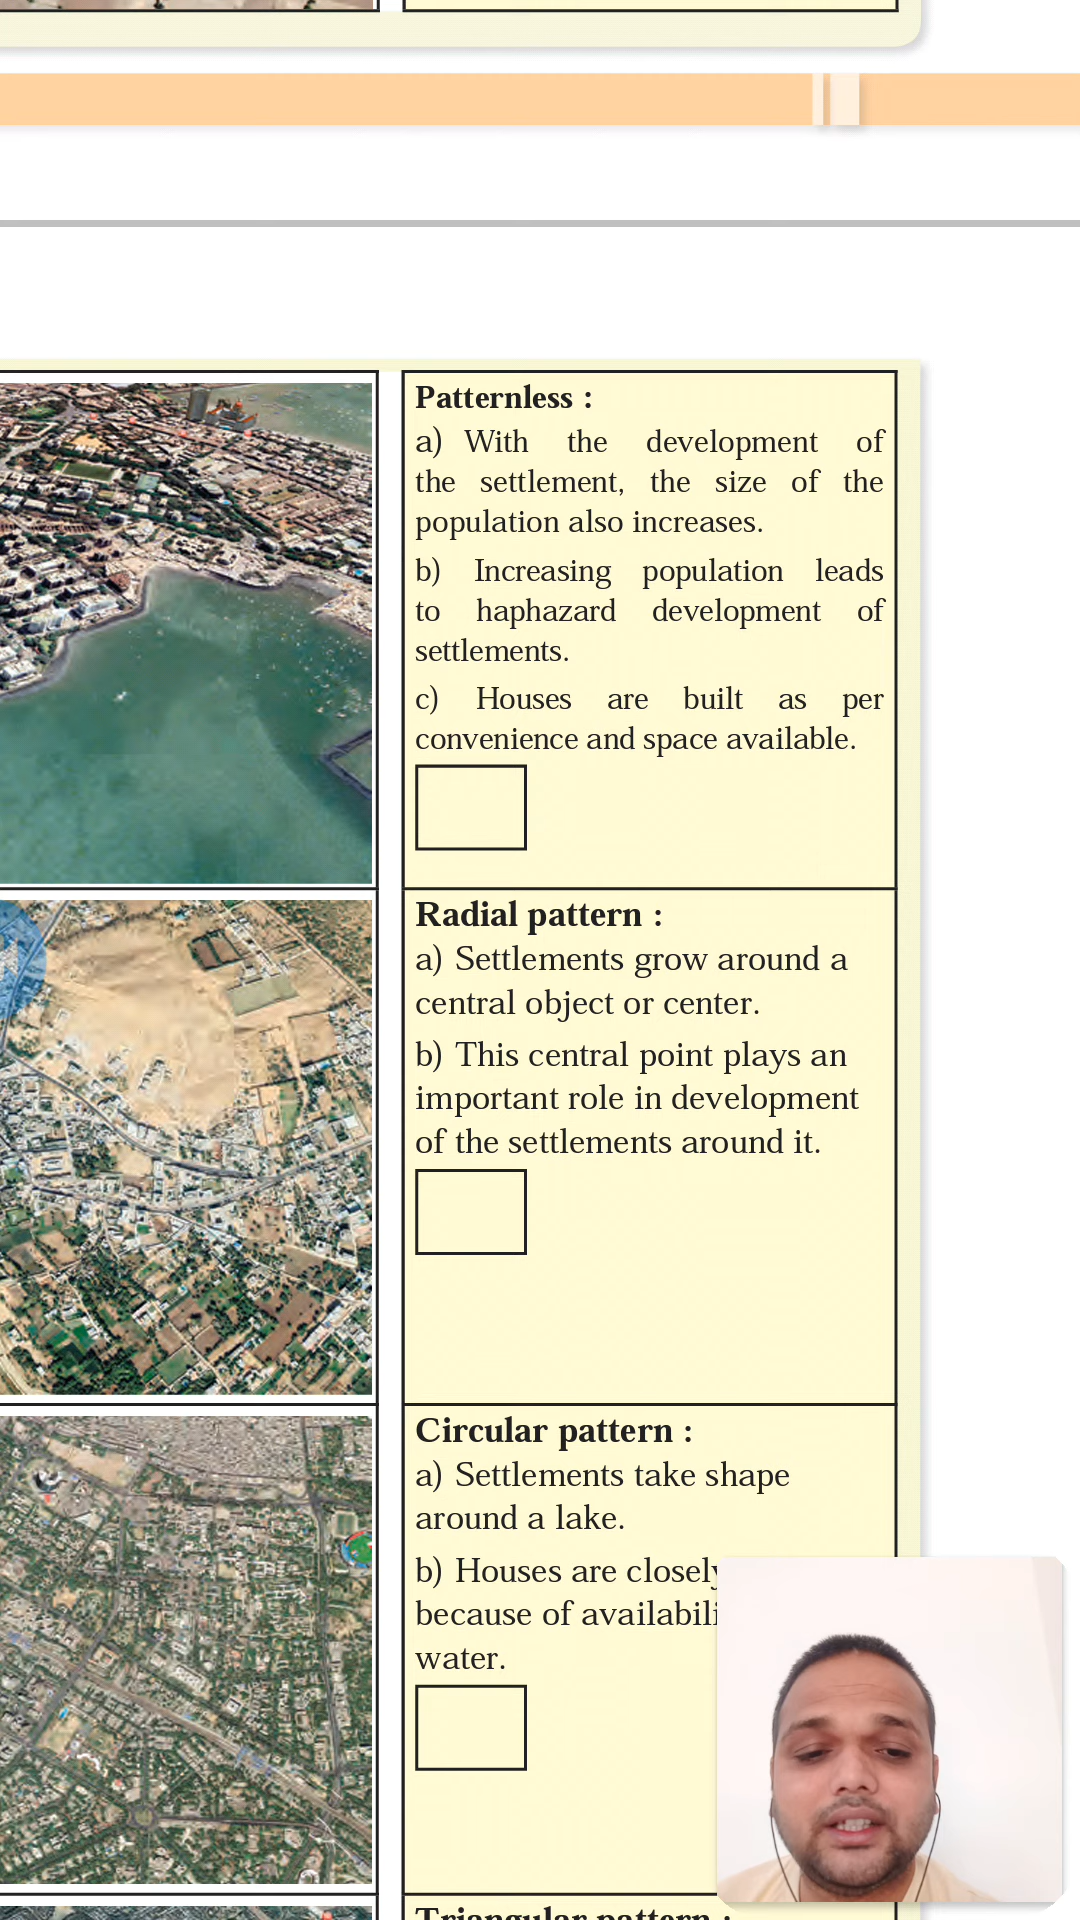 Patternless :
a) With the development of
the settlement, the size of the
population also increases.
b) Increasing population leads
to haphazard development of
settlements.
c) Houses are built as per
convenience and space available.
Radial pattern :
a) Settlements grow around a
central object or center.
b) This central point plays an
important role in development
of the settlements around it.
Circular pattern :
a) Settlements take shape
around a lake.
b) Houses are closely
because of
water.
Triangular pattern :